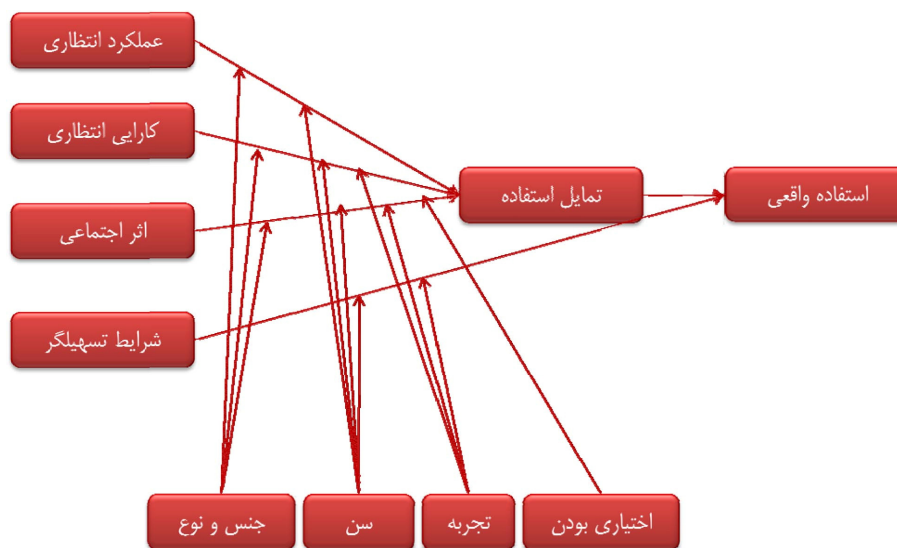 عملکرد انتظاری
کارایی انتظاری
اثر اجتماعی
شرایط تسهیلگر
تمایل استفاده
استفاده واقعی
جنس و نوع
سن
تجربه
اختیاری بودن